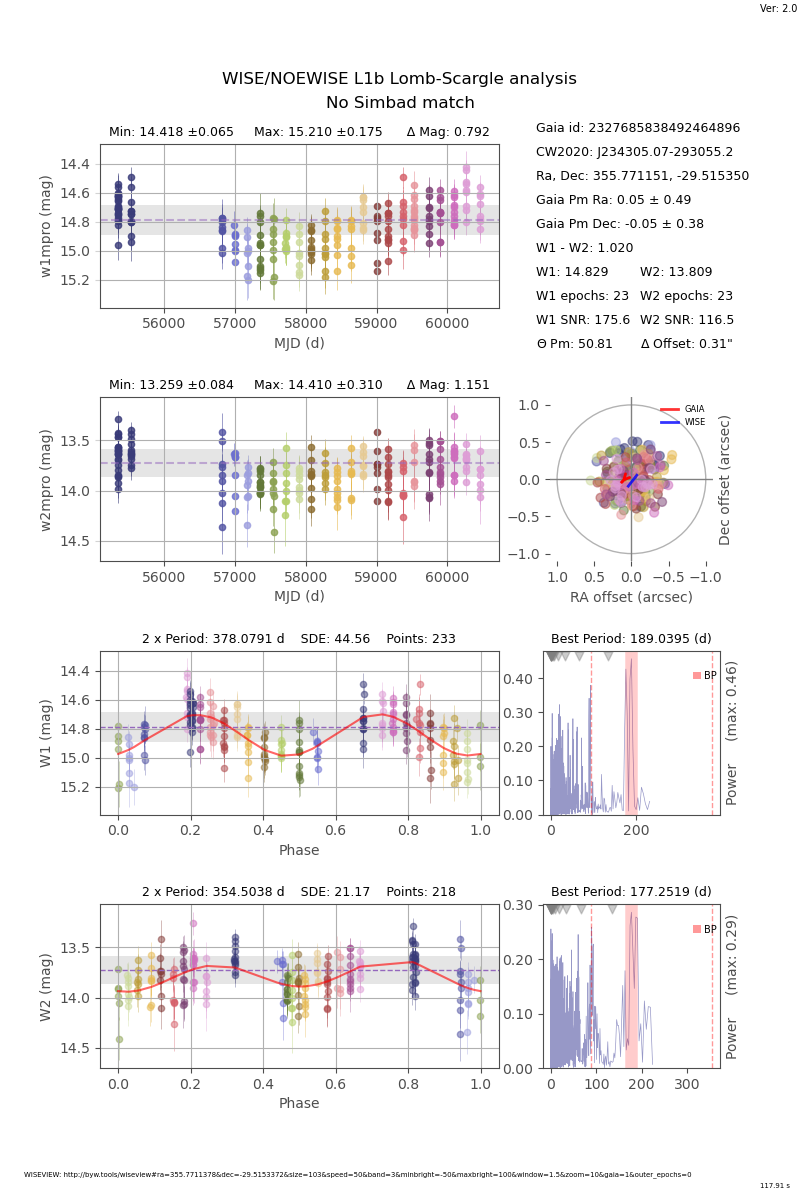 Ver: 2.0
WISE/NOEWISE L1b Lomb-Scargle analysis
No Simbad match
Min: 14.418 ±0.065 Max: 15.210 ±0.175 Δ Mag: 0.792
14.4
14.6
14.8
15.0
15.2
w1mpro (mag)
56000 57000 58000 59000 60000
MJD (d)
Gaia id: 2327685838492464896
CW2020: J234305.07-293055.2
Ra, Dec: 355.771151, -29.515350
Gaia Pm Ra: 0.05 ± 0.49
Gaia Pm Dec: -0.05 ± 0.38
W1 - W2: 1.020
W1: 14.829 W2: 13.809
W1 epochs: 23 W2 epochs: 23
W1 SNR: 175.6 W2 SNR: 116.5
Θ Pm: 50.81 Δ Offset: 0.31"
Min: 13.259 ±0.084 Max: 14.410 ±0.310 Δ Mag: 1.151
13.5
14.0
14.5
w2mpro (mag)
56000 57000 58000 59000 60000
MJD (d)
1.0
0.5
0.0
−0.5
−1.0
GAIA
WISE
Dec offset (arcsec)
1.0 0.5 0.0 −0.5 −1.0
RA offset (arcsec)
2 x Period: 378.0791 d SDE: 44.56 Points: 233
14.4
14.6
14.8
15.0
15.2
W1 (mag)
0.0 0.2 0.4 0.6 0.8 1.0
Phase
Best Period: 189.0395 (d)
0.40
0.30
0.20
0.10
0.00
BP
Power (max: 0.46)
0 200
2 x Period: 354.5038 d SDE: 21.17 Points: 218
13.5
14.0
14.5
W2 (mag)
0.0 0.2 0.4 0.6 0.8 1.0
Phase
Best Period: 177.2519 (d)
0.30
0.20
0.10
0.00
BP
Power (max: 0.29)
0 100 200 300
WISEVIEW: http://byw.tools/wiseview#ra=355.7711378&dec=-29.5153372&size=103&speed=50&band=3&minbright=-50&maxbright=100&window=1.5&zoom=10&gaia=1&outer_epochs=0
117.91 s